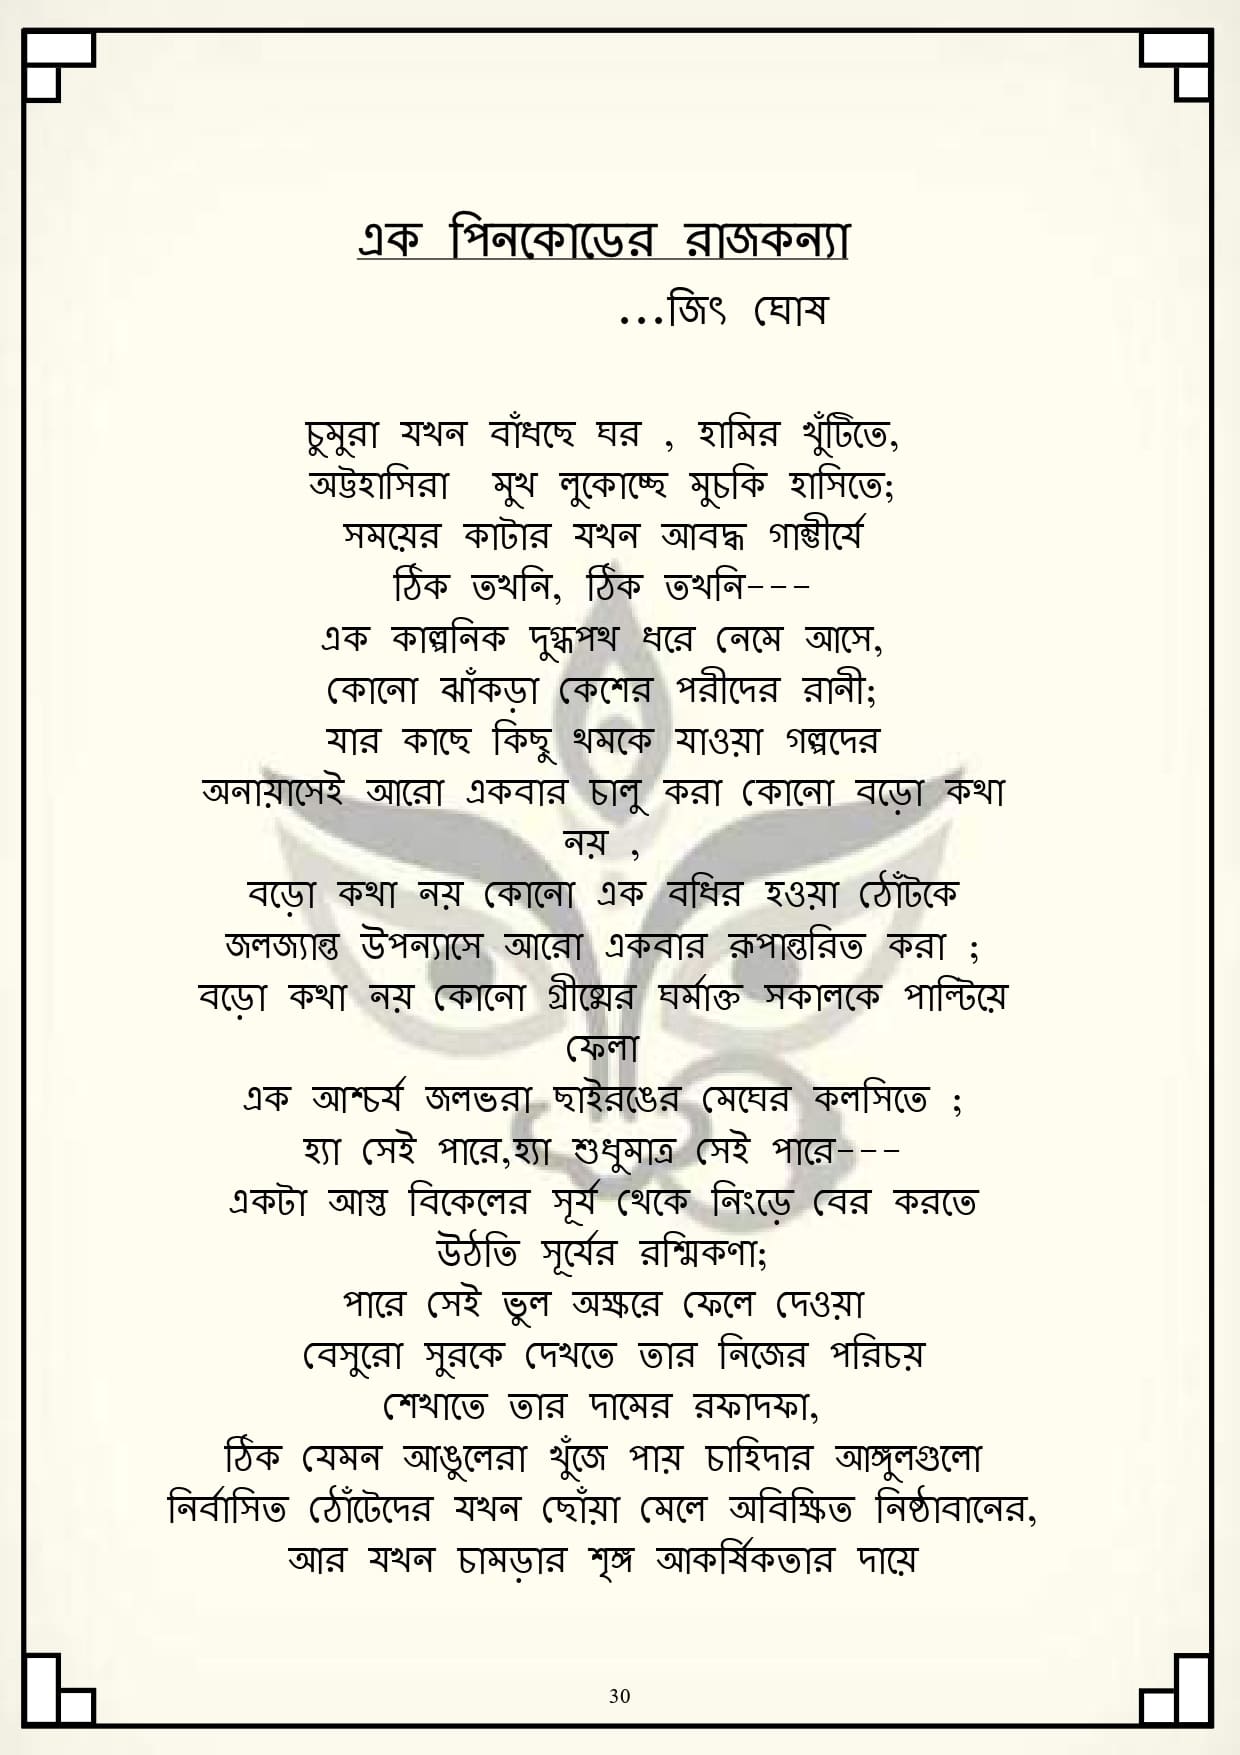 এক পিনকোডের রাজকন্যা
...জিৎ ঘোষ
চুমুরা যখন বাঁধছে ঘর , হামির খুঁটিতে,
অট্টহাসিরা মুখ লুকোচ্ছে মুচকি হাসিতে;
সময়ের কাটার যখন আবদ্ধ গাম্ভীর্যে
ঠিক তখনি, ঠিক তখনি---
এক কাল্পনিক দুগ্ধপথ ধরে নেমে আসে,
কোনো ঝাঁকড়া কেশের পরীদের রানী;
যার কাছে কিছু থমকে যাওয়া গল্পদের
অনায়াসেই আরো একবার চালু করা কোনো বড়ো কথা
নয় ,
বড়ো কথা নয় কোনো এক বধির হওয়া ঠোঁটকে
জলজ্যান্ত উপন্যাসে আরো একবার রূপান্তরিত করা ;
বড়ো কথা নয় কোনো গ্রীষ্মের ঘর্মাক্ত সকালকে পাল্টিয়ে
ফেলা
এক আশ্চর্য জলভরা ছাইরঙের মেঘের কলসিতে ;
হ্যা সেই পারে,হ্যা শুধুমাত্র সেই পারে---
একটা আস্ত বিকেলের সূর্য থেকে নিংড়ে বের করতে
উঠতি সূর্যের রশ্মিকণা;
পারে সেই ভুল অক্ষরে ফেলে দেওয়া
বেসুরো সুরকে দেখতে তার নিজের পরিচয়
শেখাতে তার দামের রফাদফা,
ঠিক যেমন আঙুলেরা খুঁজে পায় চাহিদার আঙ্গুলগুলো
নির্বাসিত ঠোঁটেদের যখন ছোঁয়া মেলে অবিক্ষিত নিষ্ঠাবানের,
আর যখন চামড়ার শৃঙ্গ আকর্ষিকতার দায়ে
30